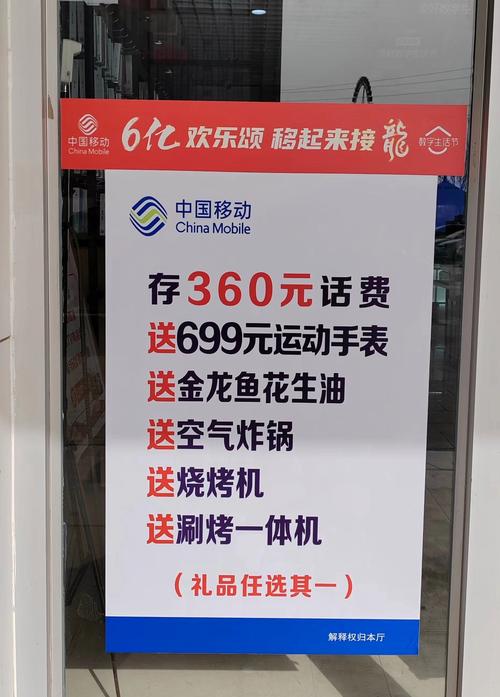 中国移动
China Mobile
6亿 欢乐颂 移起来接 龍
数字生活节
中国移动
China Mobile
存360元话费
送699元运动手表
送金龙鱼花生油
送空气炸锅
送烧烤机
送涮烤一体机
（礼品任选其一）
解释权归本厅